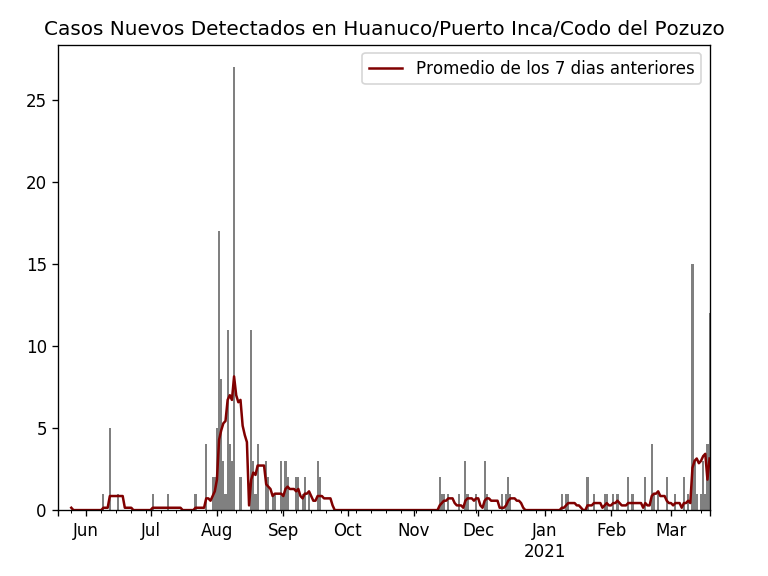 Casos Nuevos Detectados en Huanuco/Puerto Inca/Codo del Pozuzo
Promedio de los 7 dias anteriores
25
20
15
10
5
0
Jun Jul Aug Sep Oct Nov Dec Jan Feb Mar
2021